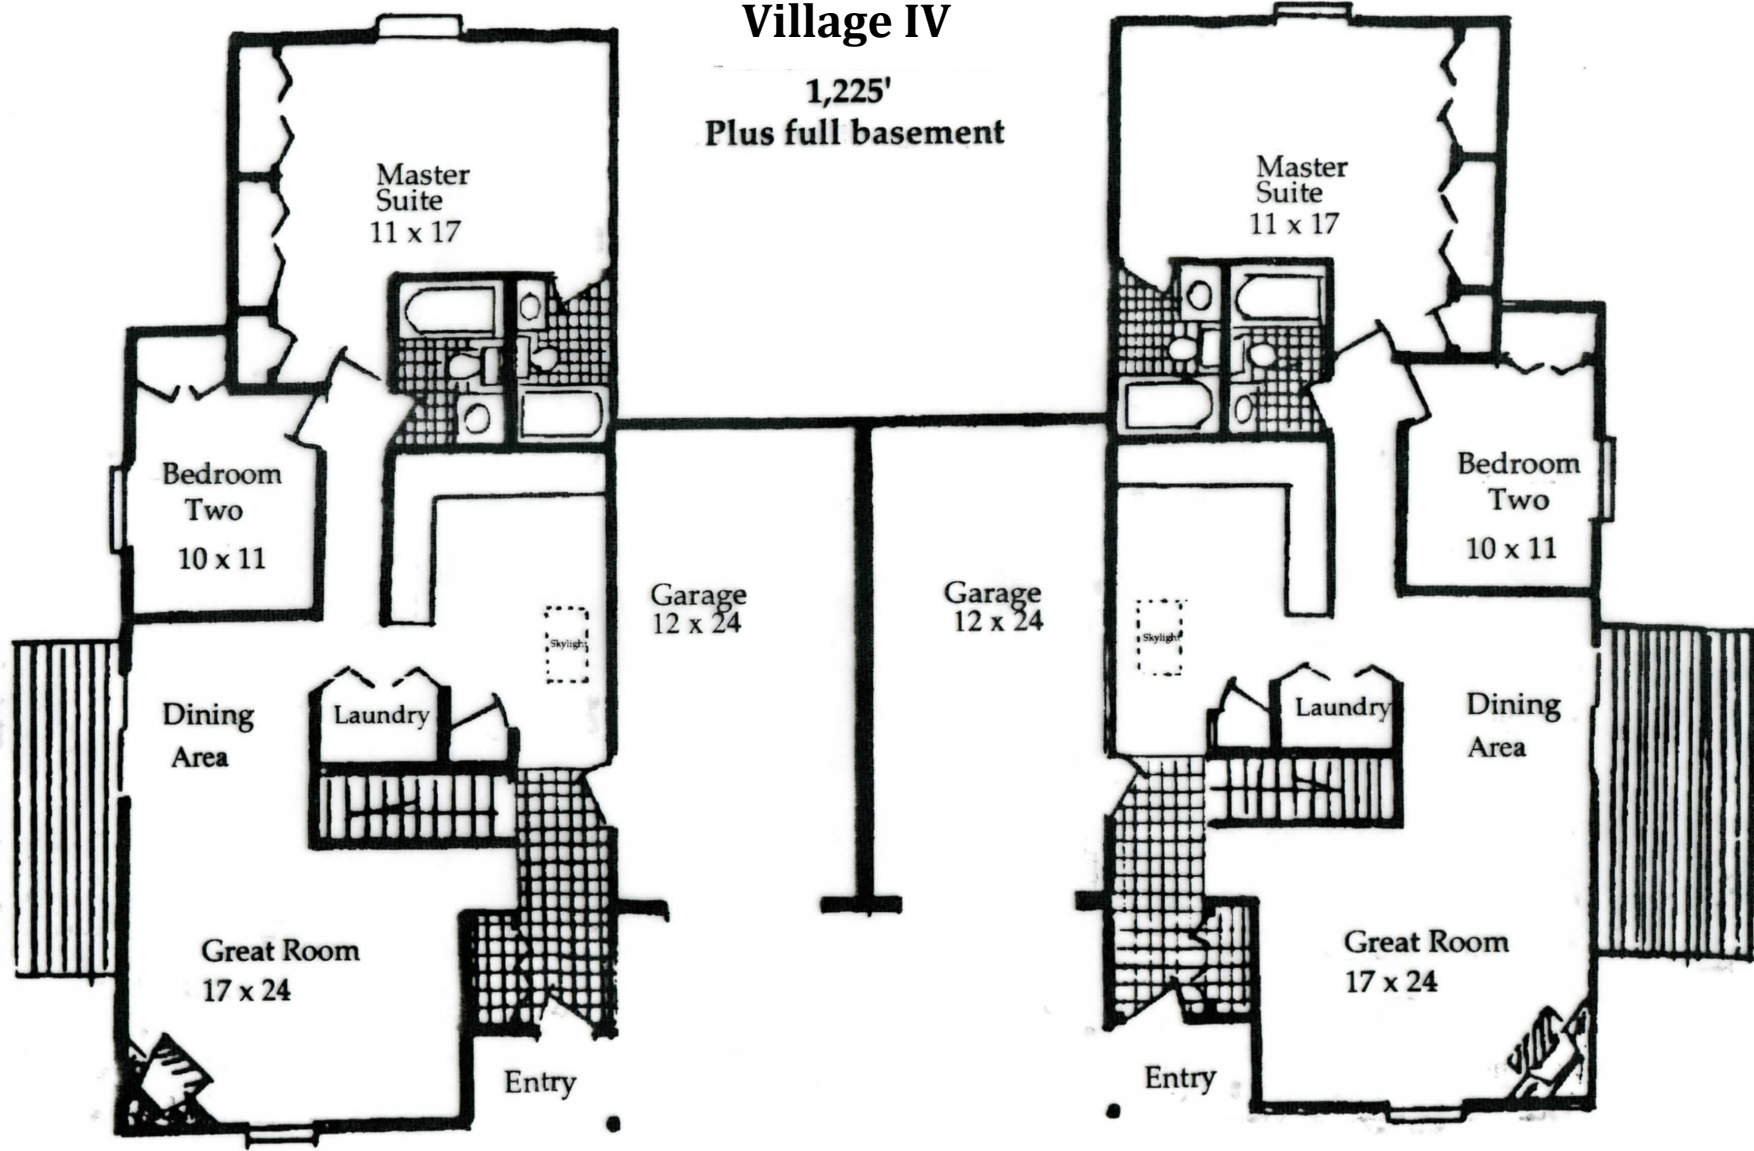 Village IV
1,225'
Plus full basement
Master
Suite
11 x 17
Bedroom
Two
10 x 11
Garage
12 x 24
Skylight
Laundry
Dining
Area
Great Room
17 x 24
Entry
Master
Suite
11 x 17
Bedroom
Two
10 x 11
Garage
12 x 24
Skylight
Laundry
Dining
Area
Great Room
17 x 24
Entry